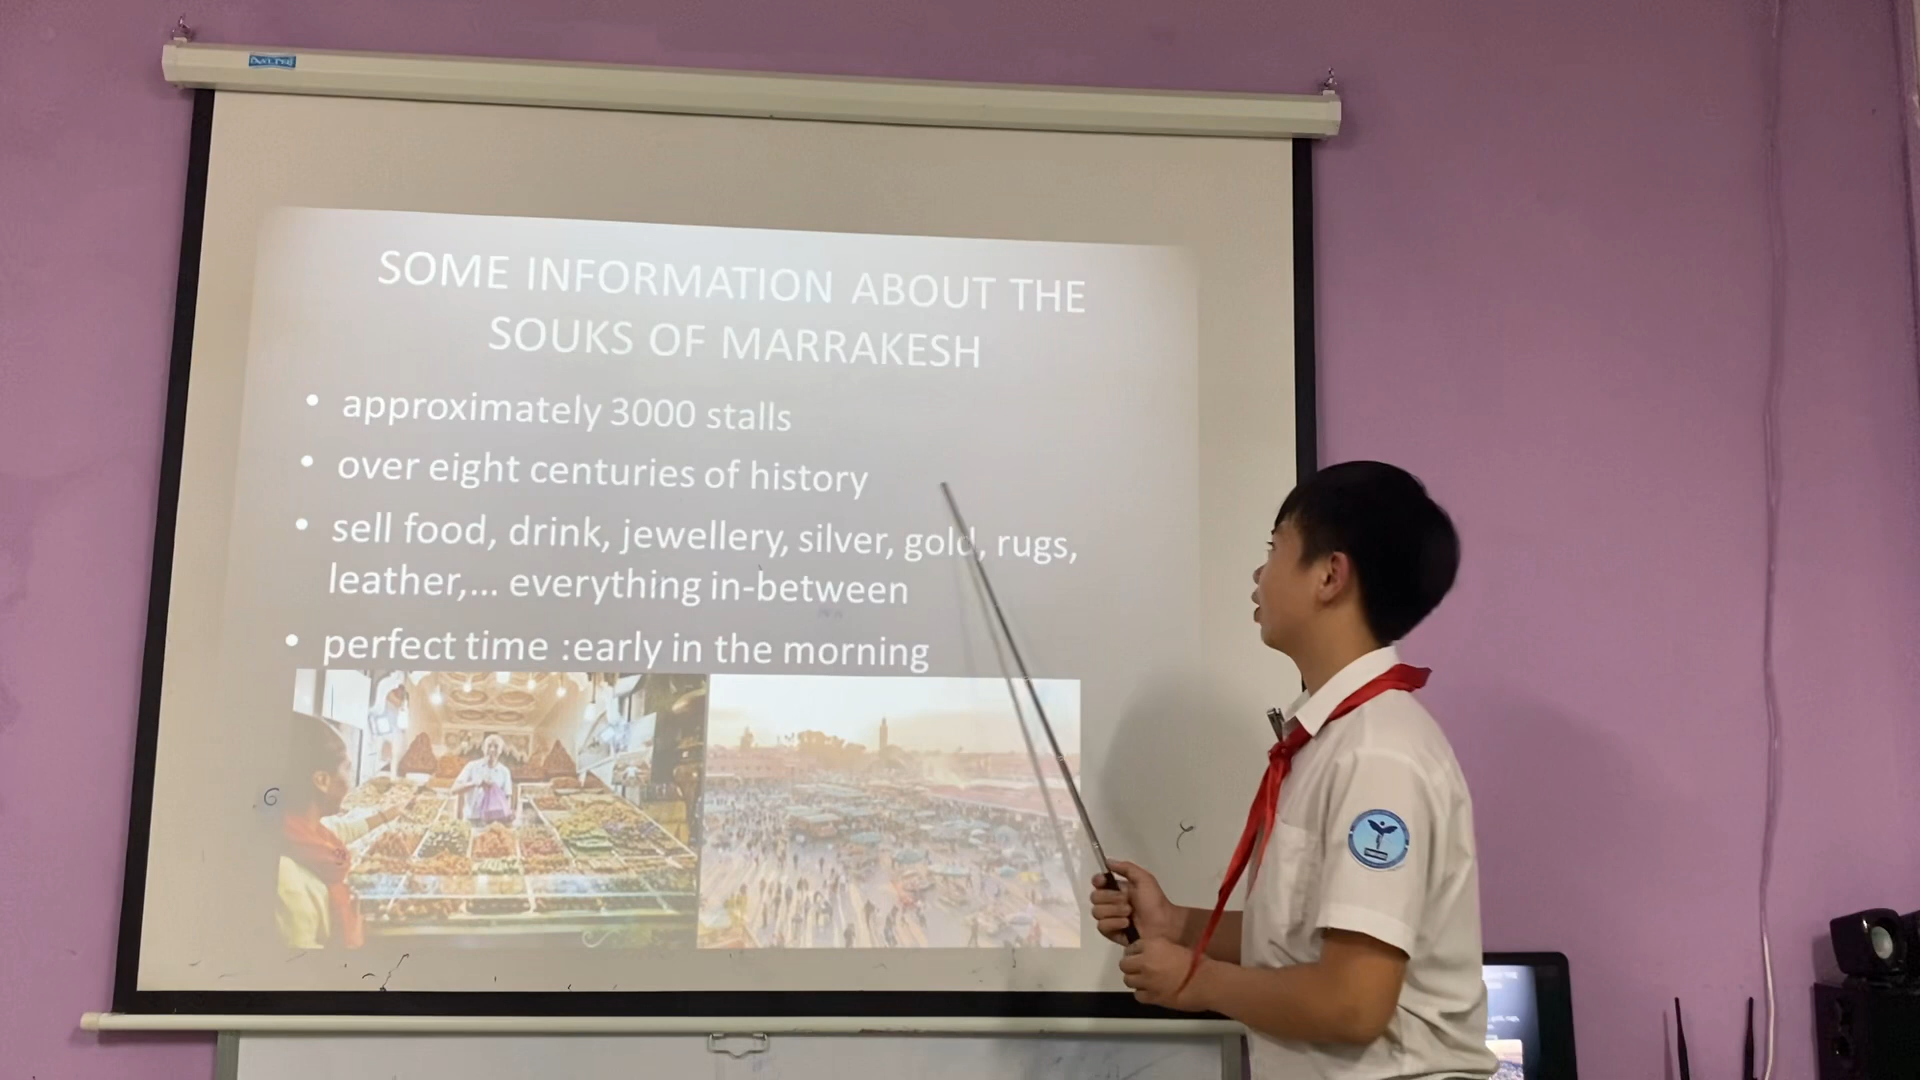 SOME INFORMATION ABOUT THE
SOUKS OF MARRAKESH
• approximately 3000 stalls
• over eight centuries of history
• sell food, drink, jewellery, silver, gold, rugs,
leather,... everything in-between
• perfect time :early in the morning